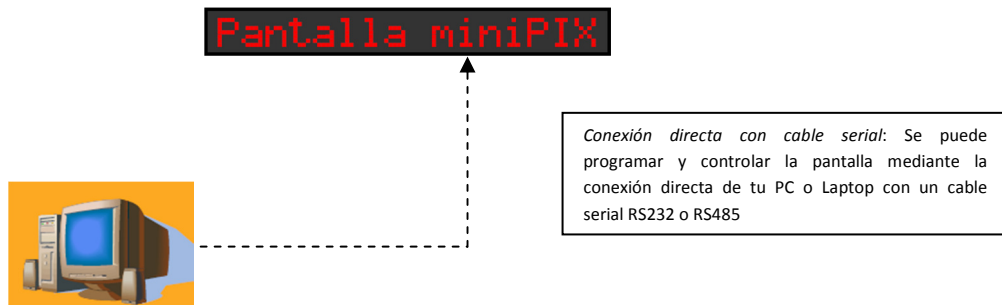 Pantalla miniPIX
Conexión directa con cable serial: Se puede
programar y controlar la pantalla mediante la
conexión directa de tu PC o Laptop con un cable
serial RS232 o RS485